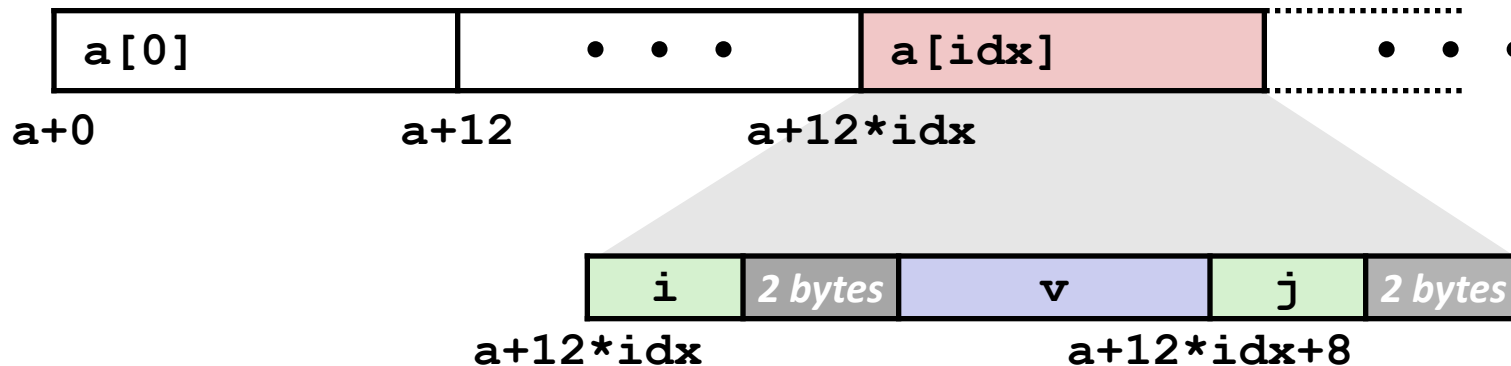 a[0] • • • a[idx] • • •
a+0 a+12 a+12*idx
i 2 bytes v j 2 bytes
a+12*idx a+12*idx+8